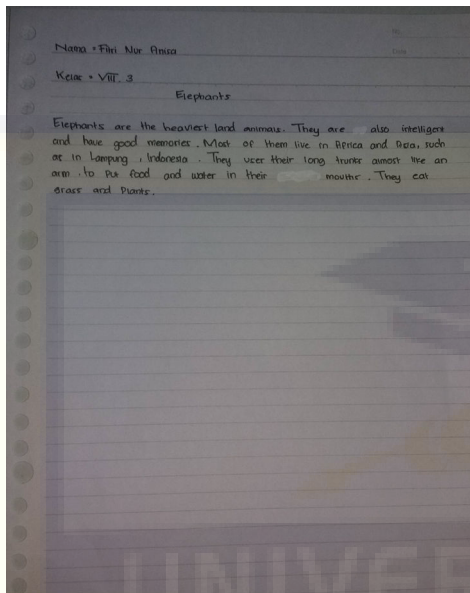 Nama = Fitri Nur Anisa
Kelas = VIII. 3
Elephants
Elephants are the heaviest land animals. They are also intelligent
and have good memories. Most of them live in Africa and Asia, such
as in Lampung, Indonesia. They user their long trunks almost like an
arm, to put food and water in their mouths. They eat
Grass and Plants.
UNIVE